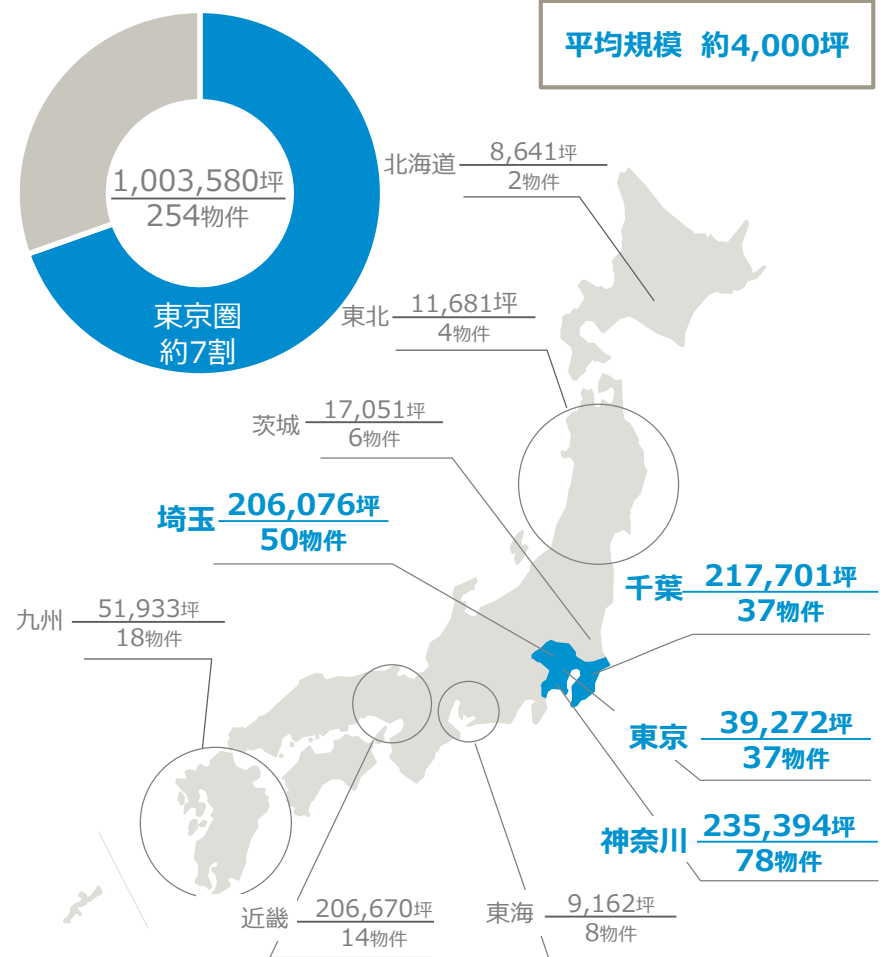 平均規模 約4,000坪
1,003,580坪
254物件
東京圏
約7割
北海道
8,641坪
2物件
東北
11,681坪
4物件
茨城
17,051坪
6物件
埼玉
206,076坪
50物件
千葉
217,701坪
37物件
九州
51,933坪
18物件
東京
39,272坪
37物件
神奈川
235,394坪
78物件
近畿
206,670坪
14物件
東海
9,162坪
8物件